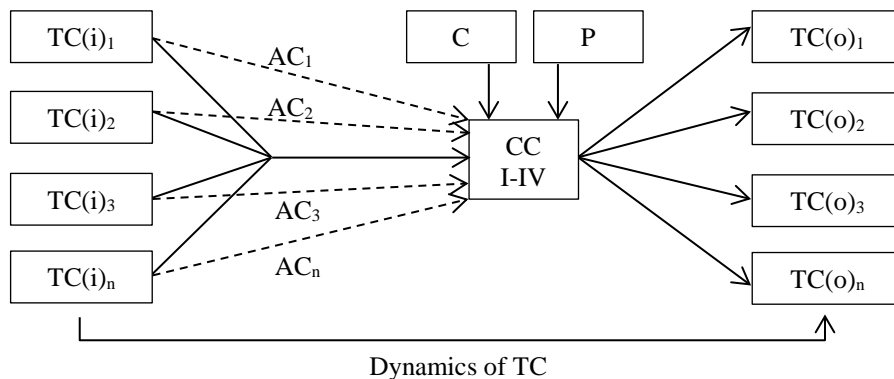 TC(i)₁
C
P
TC(o)₁
AC₁
TC(i)₂
AC₂
TC(o)₂
CC
I-IV
TC(i)₃
AC₃
TC(o)₃
TC(i)ₙ
ACₙ
TC(o)ₙ
Dynamics of TC